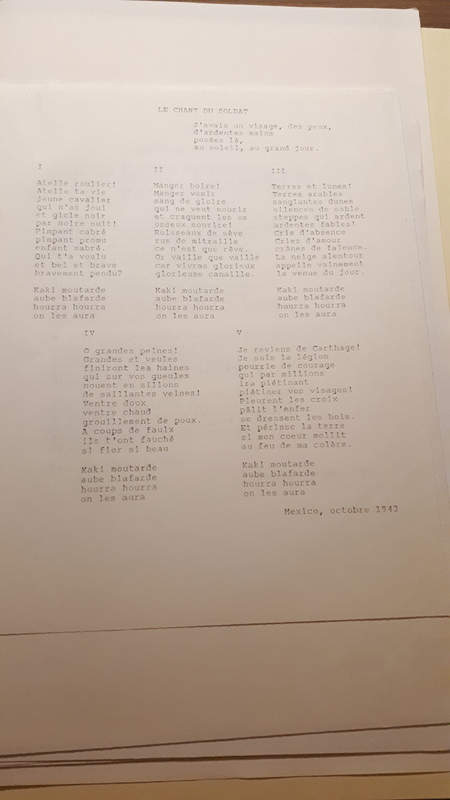 LE CHANT DU SOLDAT
J'avais un visage, des yeux,
d'ardentes mains
posées là,
au soleil, au grand jour.
I
Atelle roulier!
Atelle ta vie
jeune cavalier
qui n'as joui
et gicle noir
par noire nuit!
Pimpant cabré
pimpant promu
enfant sabré.
Qui t'a voulu
et bel et brave
bravement pendu?
Kaki moutarde
aube blafarde
hourra hourra
on les aura
II
Manger boire!
Manger vomir
sang de gloire
qui ne veut mourir
et craquent les os
osseux sourire!
Ruisseaux de sève
rus de mitraille
ce n'est que rêve.
Or vaille que vaille
car vivras glorieux
glorieuse canaille.
Kaki moutarde
aube blafarde
hourra hourra
on les aura
III
Terres et lunes!
Terres arables
sanglantes dunes
silences de sable
steppes qui ardent
ardentes fables!
Cris d'absence
Criez d'amour
crânes de faïence.
La neige alentour
appelle vainement
la venue du jour.
Kaki moutarde
aube blafarde
hourra hourra
on les aura
IV
O grandes peines!
Grandes et veules
finiront les haines
qui sur vos gueules
nouent en sillons
de saillantes veines!
Ventre doux
ventre chaud
grouillement de poux.
A coups de faulx
ils t'ont fauché
si fier si beau
Kaki moutarde
aube blafarde
hourra hourra
on les aura
V
Je reviens de Carthage!
Je suis la légion
pourrie de courage
qui par millions
ira piétinant
piétiner vos visages!
Pleurent les croix
pâlit l'enfer
se dressent les bois.
Et périsse la terre
si mon coeur mollit
au feu de ma colère.
Kaki moutarde
aube blafarde
hourra hourra
on les aura
Mexico, octobre 1943